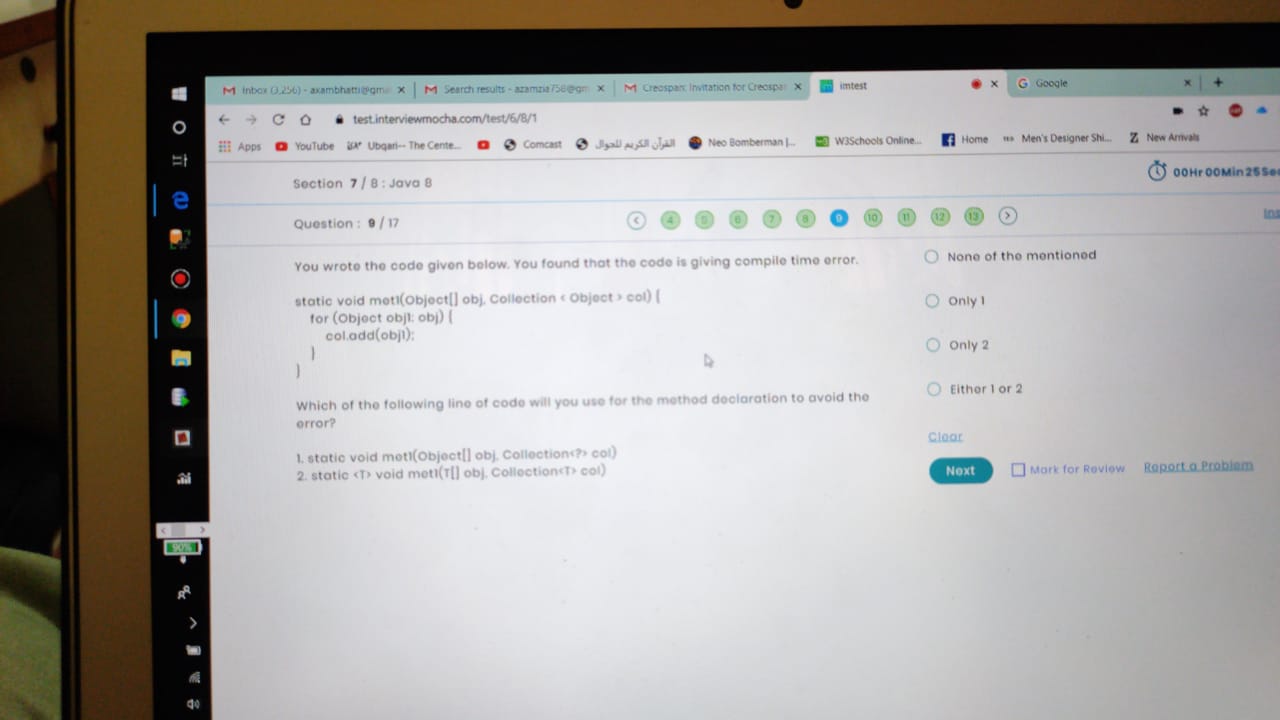 Inbox (3,256) - axambhatti@gma
Search results - azamzia758@gm
Creospan: Invitation for Creospan
imtest
Google
test.interviewmocha.com/test/6/8/1
Apps
YouTube
Ubqari-- The Cente...
Comcast
القرآن الكريم للجوال
Neo Bomberman |...
W3Schools Online...
Home
Men's Designer Shi...
New Arrivals
Section 7 / 8 : Java 8
00Hr 00Min 25Sec
Question : 9 / 17
4 5 6 7 8 9 10 11 12 13
Ins
You wrote the code given below. You found that the code is giving compile time error.
static void met1(Object[] obj, Collection < Object > col) {
for (Object obj1: obj) {
col.add(obj1);
}
}
Which of the following line of code will you use for the method declaration to avoid the
error?
1. static void met1(Object[] obj, Collection<?> col)
2. static <T> void met1(T[] obj, Collection<T> col)
None of the mentioned
Only 1
Only 2
Either 1 or 2
Clear
Next
Mark for Review
Report a Problem
90%